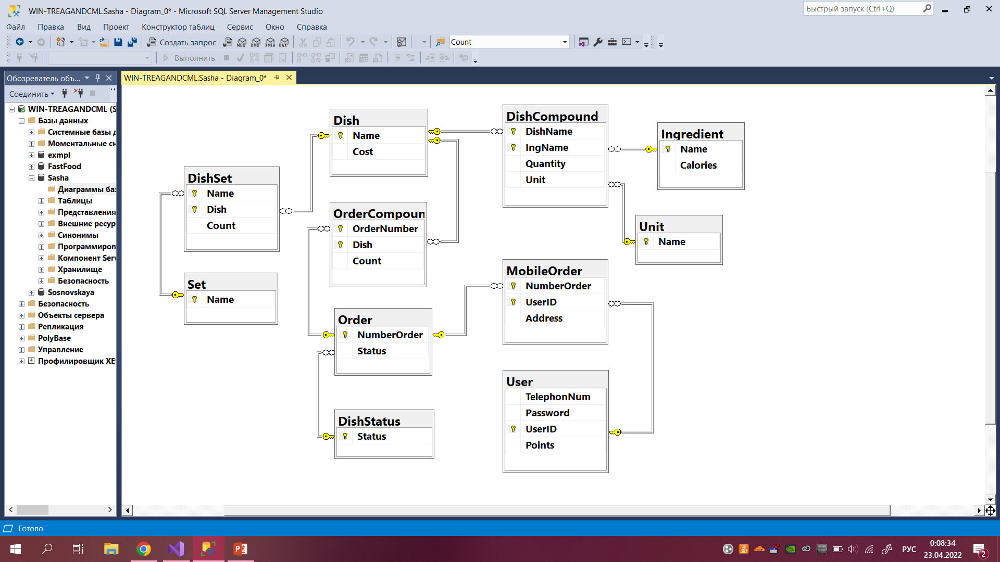 WIN-TREAGANDCML.Sasha - Diagram_0* - Microsoft SQL Server Management Studio
Быстрый запуск (Ctrl+Q)
Файл Правка Вид Проект Конструктор таблиц Сервис Окно Справка
Создать запрос MDX DMX XMLA DAX Count
Выполнить
Обозреватель объ...
WIN-TREAGANDCML.Sasha - Diagram_0*
Соединить
WIN-TREAGANDCML (S
Базы данных
Системные базы д
Моментальные сн
exmpl
FastFood
Sasha
Диаграммы ба
Таблицы
Представления
Внешние ресур
Синонимы
Программиров
Компонент Serv
Хранилище
Безопасность
Sosnovskaya
Безопасность
Объекты сервера
Репликация
PolyBase
Управление
Профилировщик XE
DishSet
Name
Dish
Count
Set
Name
Dish
Name
Cost
OrderCompoun
OrderNumber
Dish
Count
Order
NumberOrder
Status
DishStatus
Status
DishCompound
DishName
IngName
Quantity
Unit
MobileOrder
NumberOrder
UserID
Address
User
TelephonNum
Password
UserID
Points
Ingredient
Name
Calories
Unit
Name
Готово
РУС
0:08:34
23.04.2022
2